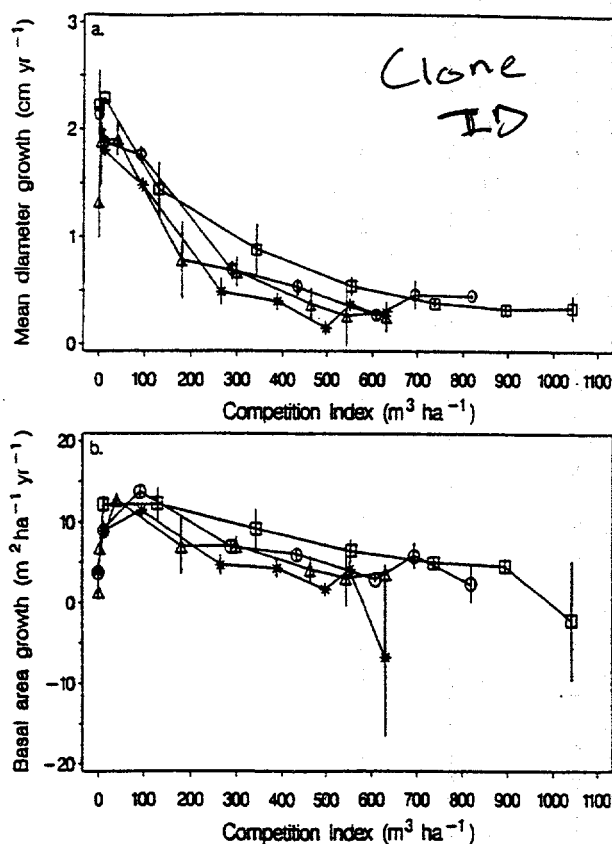 a.
Clone
ID
Mean diameter growth (cm yr⁻¹)
3
2
1
0
0 100 200 300 400 500 600 700 800 900 1000 1100
Competition Index (m³ ha⁻¹)
b.
Basal area growth (m² ha⁻¹ yr⁻¹)
20
10
0
−10
−20
0 100 200 300 400 500 600 700 800 900 1000 1100
Competition Index (m³ ha⁻¹)